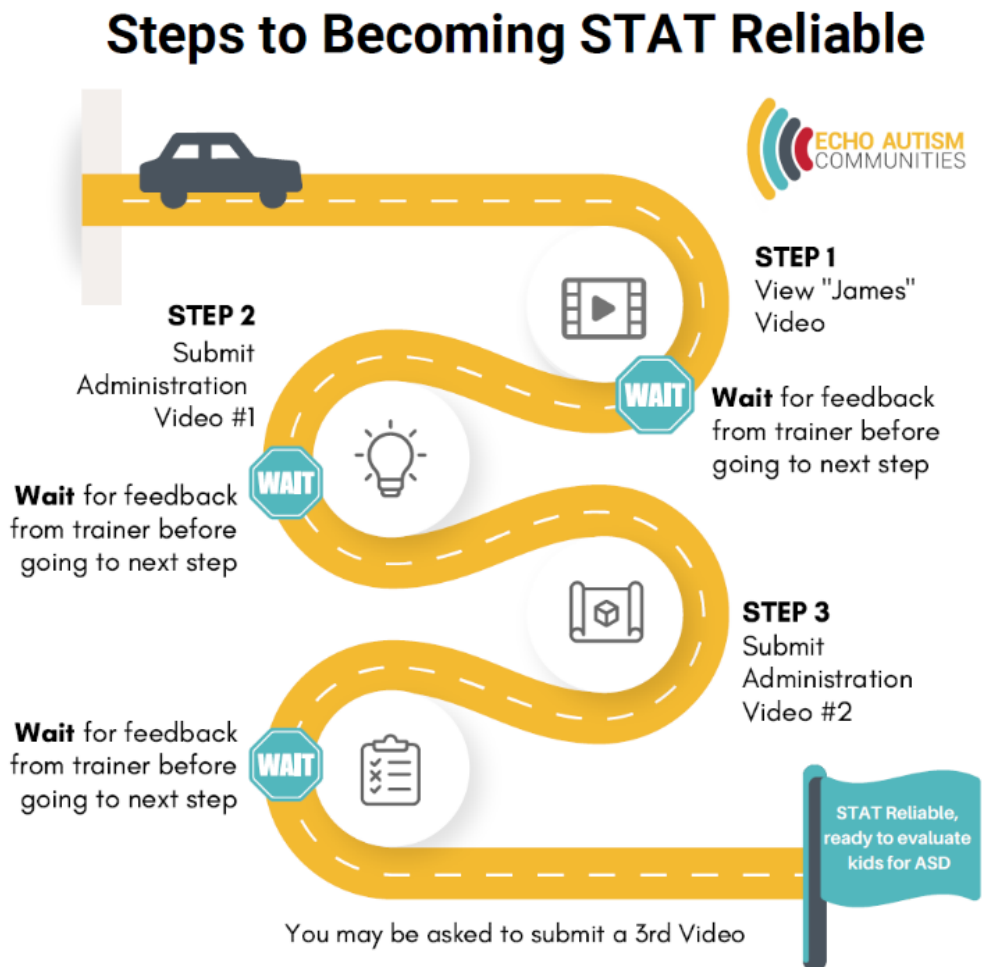 Steps to Becoming STAT Reliable
ECHO AUTISM
COMMUNITIES
STEP 1
View "James"
Video
WAIT
Wait for feedback
from trainer before
going to next step
STEP 2
Submit
Administration
Video #1
WAIT
Wait for feedback
from trainer before
going to next step
STEP 3
Submit
Administration
Video #2
WAIT
Wait for feedback
from trainer before
going to next step
STAT Reliable,
ready to evaluate
kids for ASD
You may be asked to submit a 3rd Video